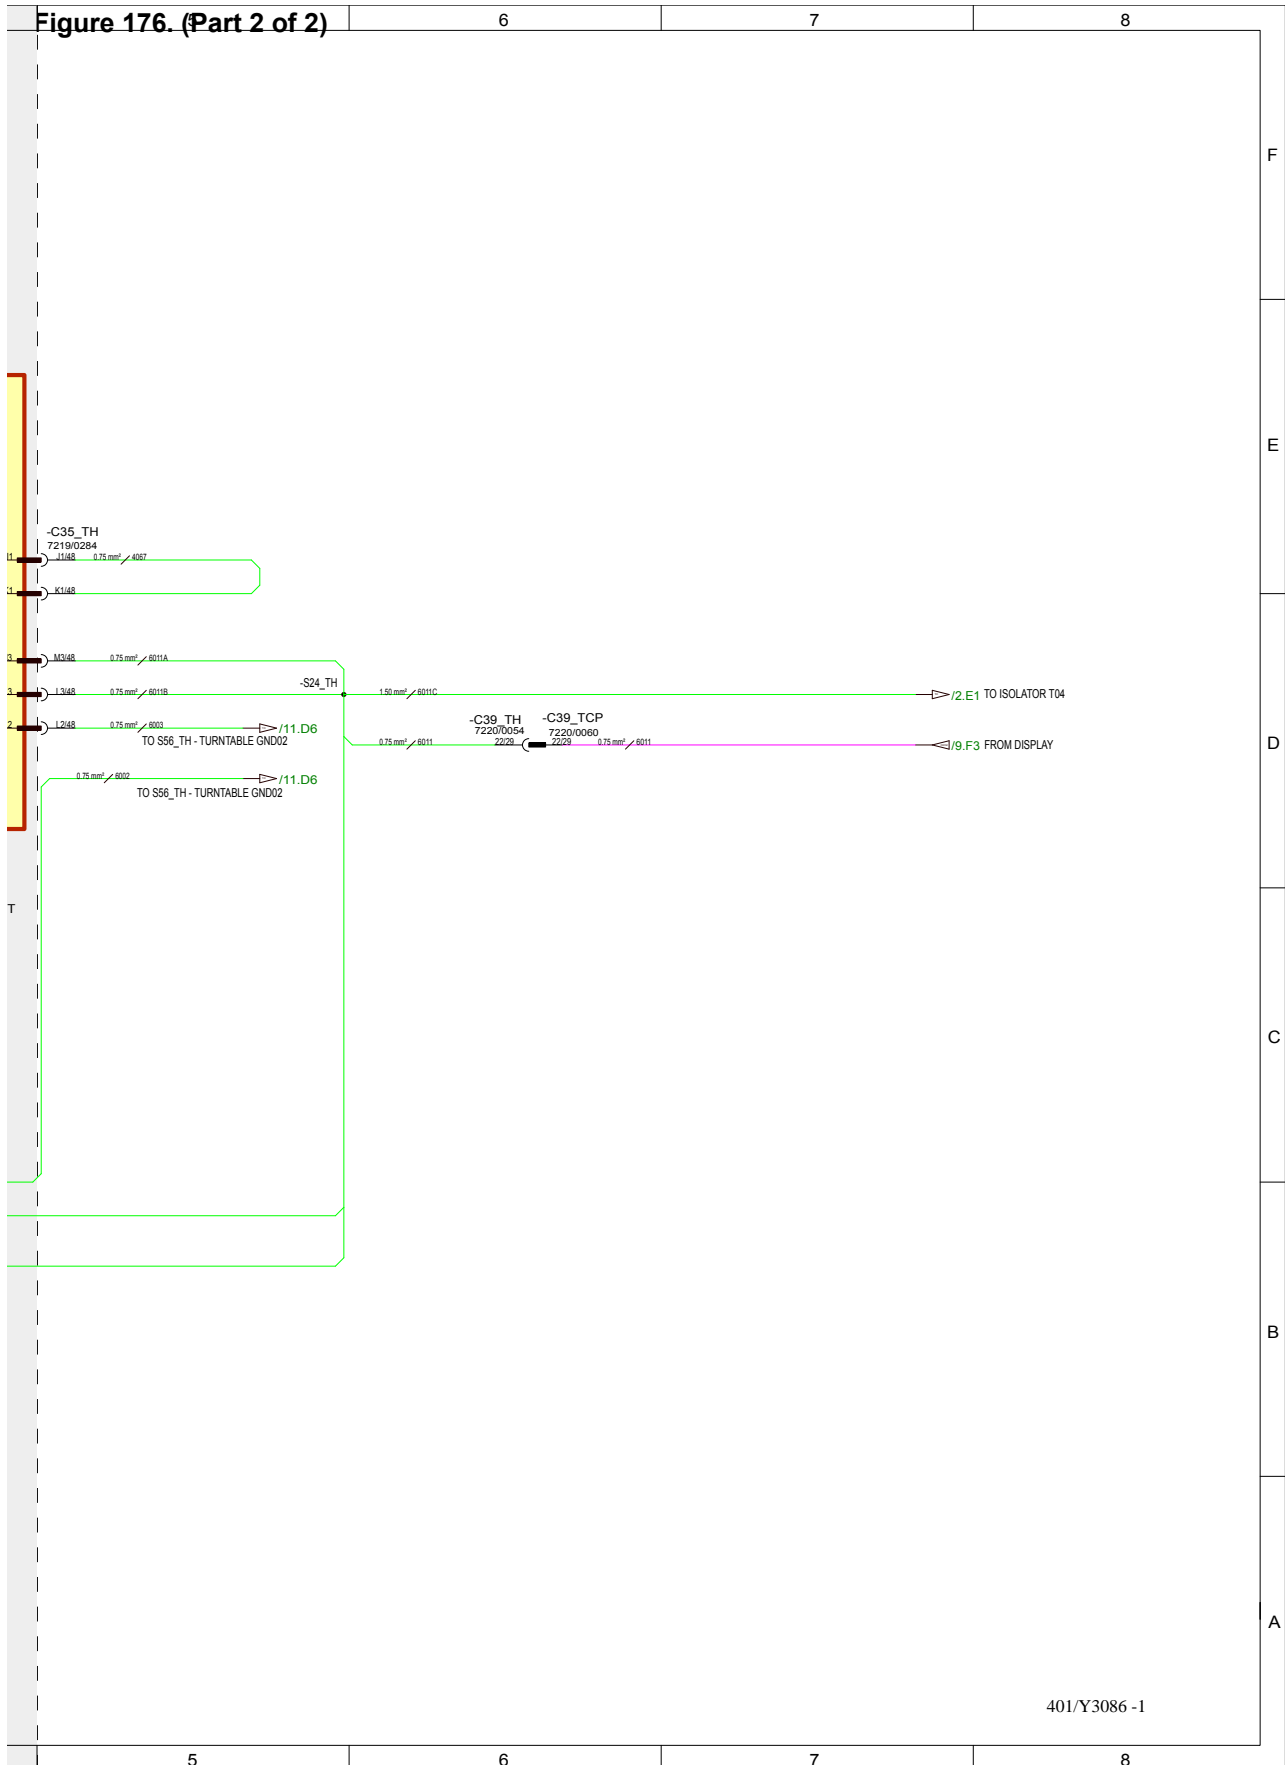 Figure 176. (Part 2 of 2)
5 6 7 8
F
E
-C35_TH
7219/0284
J1/48 0.75 mm² 4067
K1/48
M3/48 0.75 mm² 6011A
-S24_TH
L3/48 0.75 mm² 6011B 1.50 mm² 6011C /2.E1 TO ISOLATOR T04
L2/48 0.75 mm² 6003 /11.D6
TO S56_TH - TURNTABLE GND02
-C39_TH -C39_TCP
7220/0054 7220/0060
0.75 mm² 6011 22/29 22/29 0.75 mm² 6011 /9.F3 FROM DISPLAY
D
0.75 mm² 6002 /11.D6
TO S56_TH - TURNTABLE GND02
T
C
B
A
401/Y3086 -1
5 6 7 8